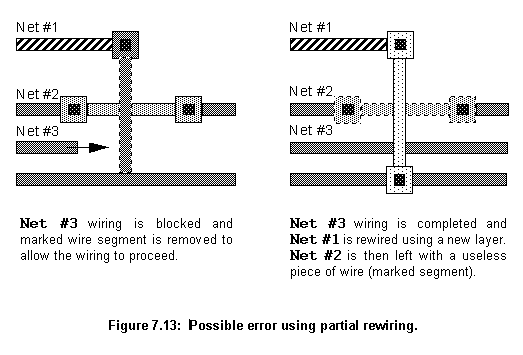 Net #1
Net #2
Net #3
Net #3 wiring is blocked and
marked wire segment is removed to
allow the wiring to proceed.
Net #1
Net #2
Net #3
Net #3 wiring is completed and
Net #1 is rewired using a new layer.
Net #2 is then left with a useless
piece of wire (marked segment).
Figure 7.13: Possible error using partial rewiring.